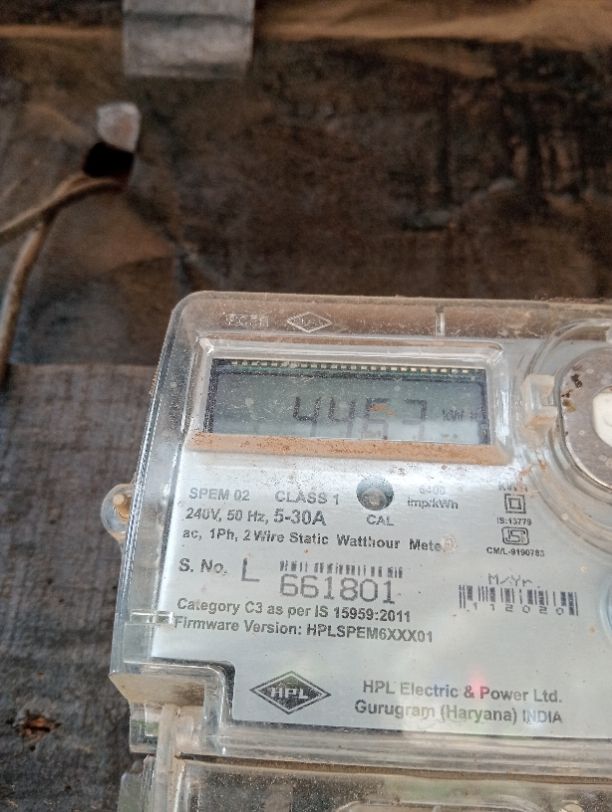 4463 kWh
SPEM 02 CLASS 1 6400
240V, 50 Hz, 5-30A CAL imp/kWh
ac, 1Ph, 2 Wire Static Watthour Meter
IS:13779
CM/L-9190783
S. No. L 661801
M/Yr.
112020
Category C3 as per IS 15959:2011
Firmware Version: HPLSPEM6XXX01
HPL
HPL Electric & Power Ltd.
Gurugram (Haryana) INDIA